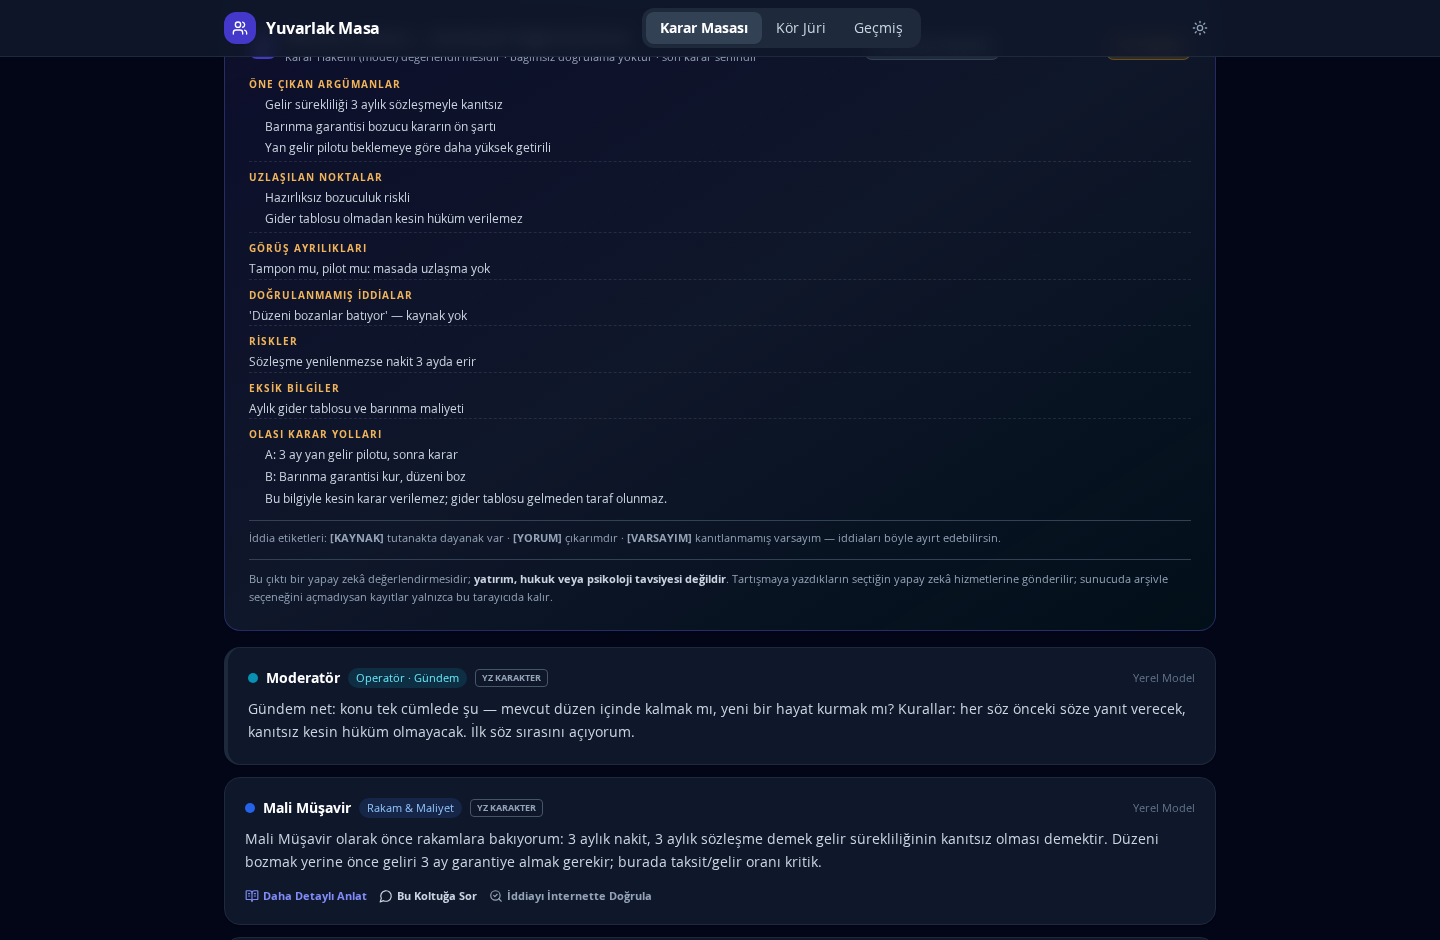 Yuvarlak Masa
Karar Masası
Kör Jüri
Geçmiş
Karar Hakemi (model) değerlendirmesidir · bağımsız doğrulama yoktur · son karar senindir
ÖNE ÇIKAN ARGÜMANLAR
Gelir sürekliliği 3 aylık sözleşmeyle kanıtsız
Barınma garantisi bozucu kararın ön şartı
Yan gelir pilotu beklemeye göre daha yüksek getirili
UZLAŞILAN NOKTALAR
Hazırlıksız bozuculuk riskli
Gider tablosu olmadan kesin hüküm verilemez
GÖRÜŞ AYRILIKLARI
Tampon mu, pilot mu: masada uzlaşma yok
DOĞRULANMAMIŞ İDDİALAR
'Düzeni bozanlar batıyor' — kaynak yok
RİSKLER
Sözleşme yenilenmezse nakit 3 ayda erir
EKSİK BİLGİLER
Aylık gider tablosu ve barınma maliyeti
OLASI KARAR YOLLARI
A: 3 ay yan gelir pilotu, sonra karar
B: Barınma garantisi kur, düzeni boz
Bu bilgiyle kesin karar verilemez; gider tablosu gelmeden taraf olunmaz.
İddia etiketleri: [KAYNAK] tutanakta dayanak var · [YORUM] çıkarımdır · [VARSAYIM] kanıtlanmamış varsayım — iddiaları böyle ayırt edebilirsin.
Bu çıktı bir yapay zekâ değerlendirmesidir; yatırım, hukuk veya psikoloji tavsiyesi değildir. Tartışmaya yazdıkların seçtiğin yapay zekâ hizmetlerine gönderilir; sunucuda arşivle
seçeneğini açmadıysan kayıtlar yalnızca bu tarayıcıda kalır.
Moderatör
Operatör · Gündem
YZ KARAKTER
Yerel Model
Gündem net: konu tek cümlede şu — mevcut düzen içinde kalmak mı, yeni bir hayat kurmak mı? Kurallar: her söz önceki söze yanıt verecek,
kanıtsız kesin hüküm olmayacak. İlk söz sırasını açıyorum.
Mali Müşavir
Rakam & Maliyet
YZ KARAKTER
Yerel Model
Mali Müşavir olarak önce rakamlara bakıyorum: 3 aylık nakit, 3 aylık sözleşme demek gelir sürekliliğinin kanıtsız olması demektir. Düzeni
bozmak yerine önce geliri 3 ay garantiye almak gerekir; burada taksit/gelir oranı kritik.
Daha Detaylı Anlat
Bu Koltuğa Sor
İddiayı İnternette Doğrula